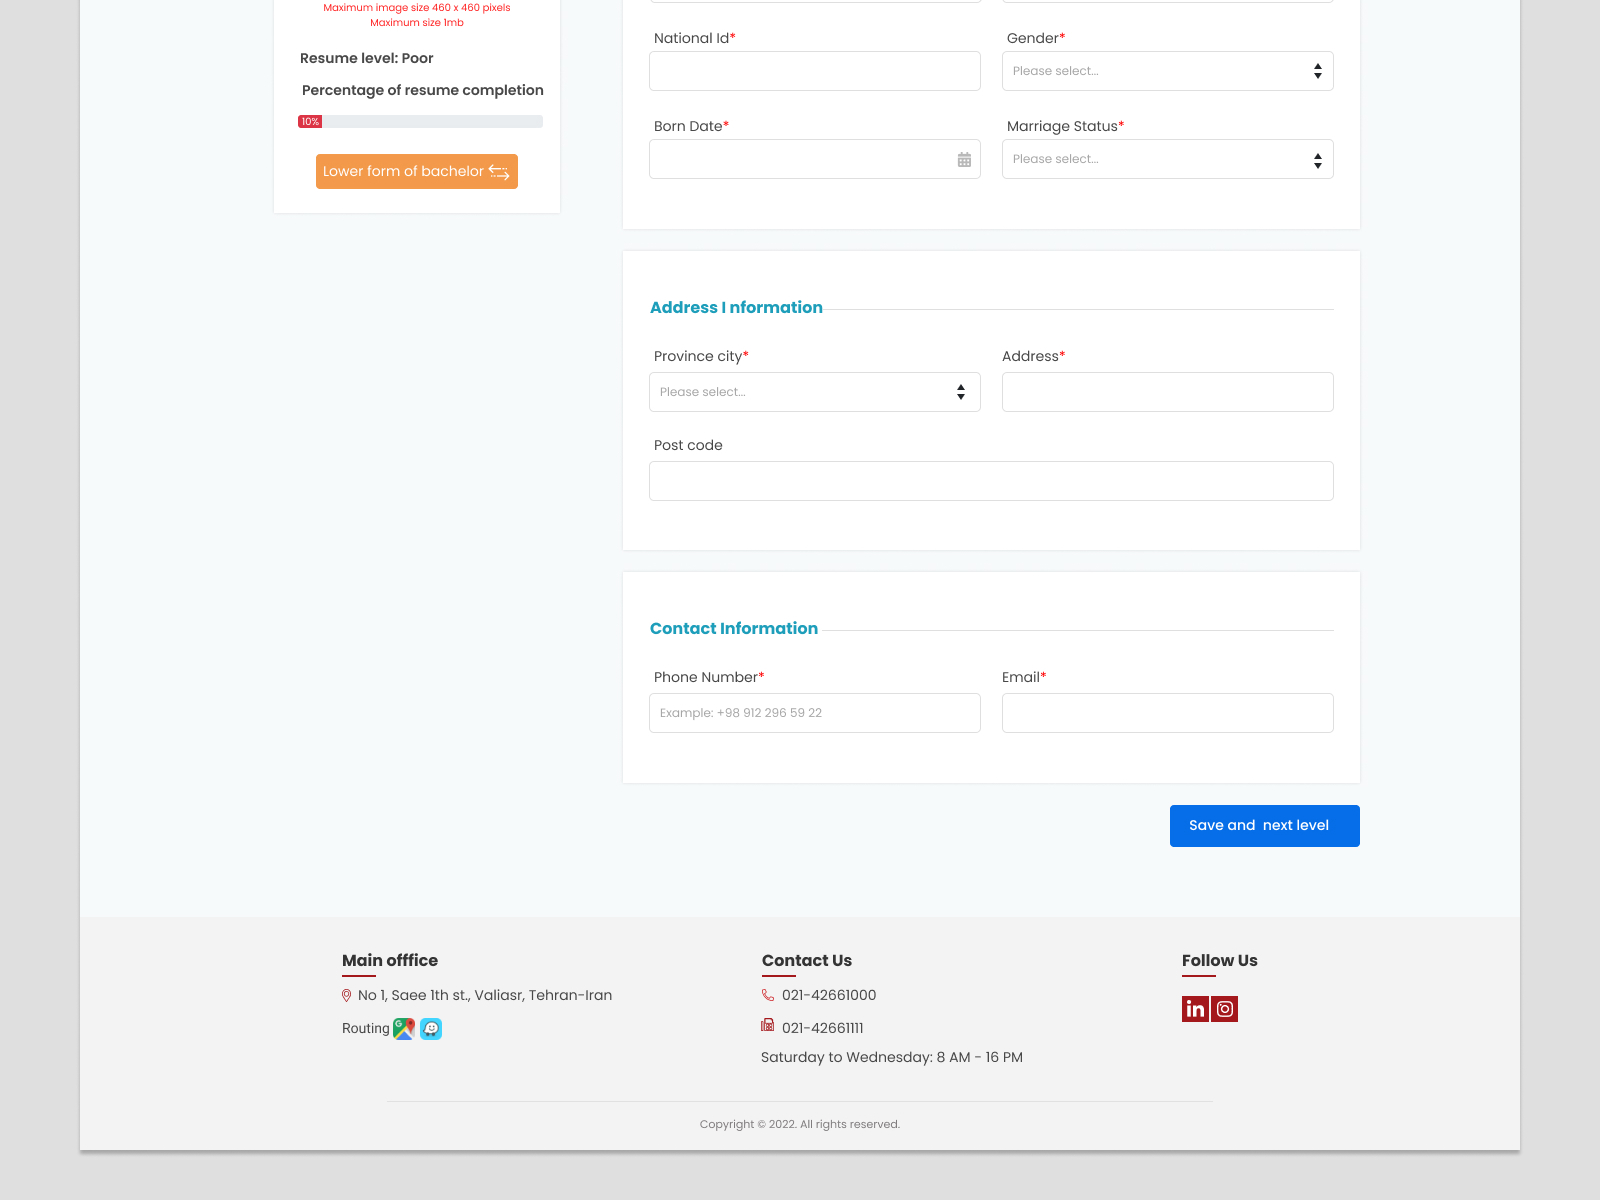 Maximum image size 460 x 460 pixels
Maximum size 1mb
Resume level: Poor
Percentage of resume completion
10%
Lower form of bachelor
National Id*
Gender*
Please select...
Born Date*
Marriage Status*
Please select...
Address I nformation
Province city*
Address*
Please select...
Post code
Contact Information
Phone Number*
Email*
Example: +98 912 296 59 22
Save and  next level
Main offfice
No 1, Saee 1th st., Valiasr, Tehran-Iran
Routing
Contact Us
021-42661000
021-42661111
Saturday to Wednesday: 8 AM - 16 PM
Follow Us
in
Copyright © 2022. All rights reserved.